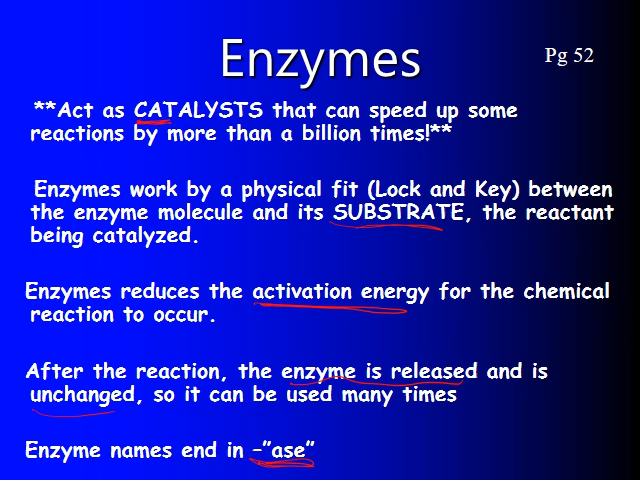 Enzymes
Pg 52
**Act as CATALYSTS that can speed up some
reactions by more than a billion times!**
Enzymes work by a physical fit (Lock and Key) between
the enzyme molecule and its SUBSTRATE, the reactant
being catalyzed.
Enzymes reduces the activation energy for the chemical
reaction to occur.
After the reaction, the enzyme is released and is
unchanged, so it can be used many times
Enzyme names end in –”ase”